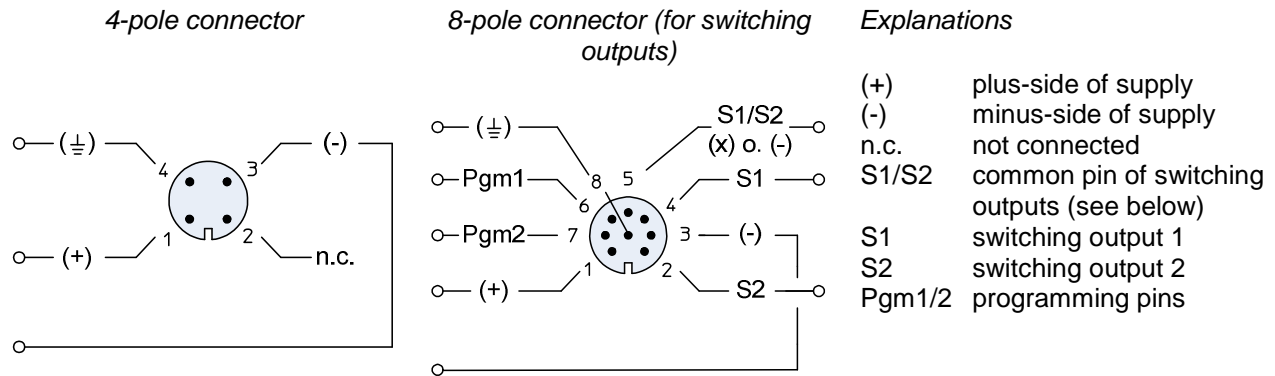 4-pole connector
8-pole connector (for switching
outputs)
Explanations
(⏚)
4
3
(-)
(+)
1
2
n.c.
(⏚)
8
5
S1/S2
(x) o. (-)
Pgm1
6
4
S1
Pgm2
7
3
(-)
(+)
1
2
S2
(+) plus-side of supply
(-) minus-side of supply
n.c. not connected
S1/S2 common pin of switching
outputs (see below)
S1 switching output 1
S2 switching output 2
Pgm1/2 programming pins